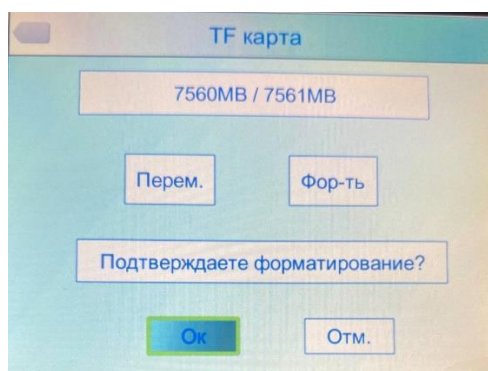 TF карта
7560MB / 7561MB
Перем.
Фор-ть
Подтверждаете форматирование?
Ок
Отм.